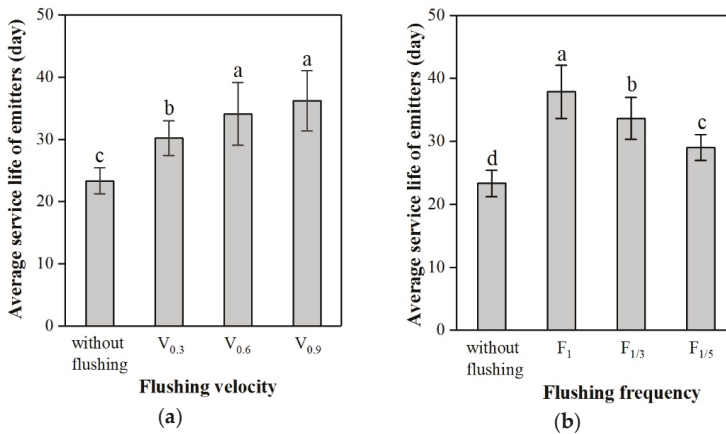 (a)
Average service life of emitters (day)
50
40
30
20
10
0
c
b
a
a
without flushing
V0.3
V0.6
V0.9
Flushing velocity
(a)
(b)
Average service life of emitters (day)
50
40
30
20
10
0
d
a
b
c
without flushing
F1
F1/3
F1/5
Flushing frequency
(b)